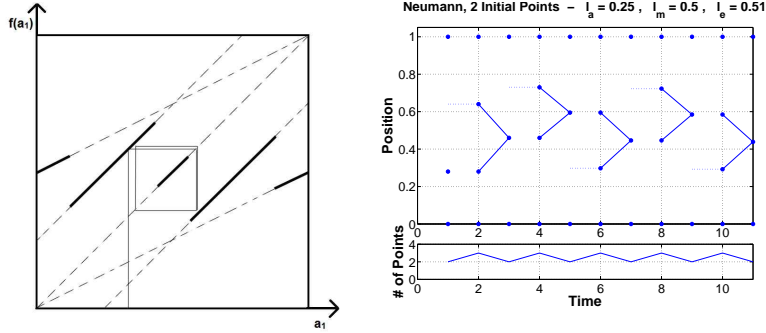 f(a₁)
a₁
Neumann, 2 Initial Points − l_a = 0.25 , l_m = 0.5 , l_e = 0.51
Position
1
0.8
0.6
0.4
0.2
0
0 2 4 6 8 10
# of Points
4
2
0
0 2 4 6 8 10
Time